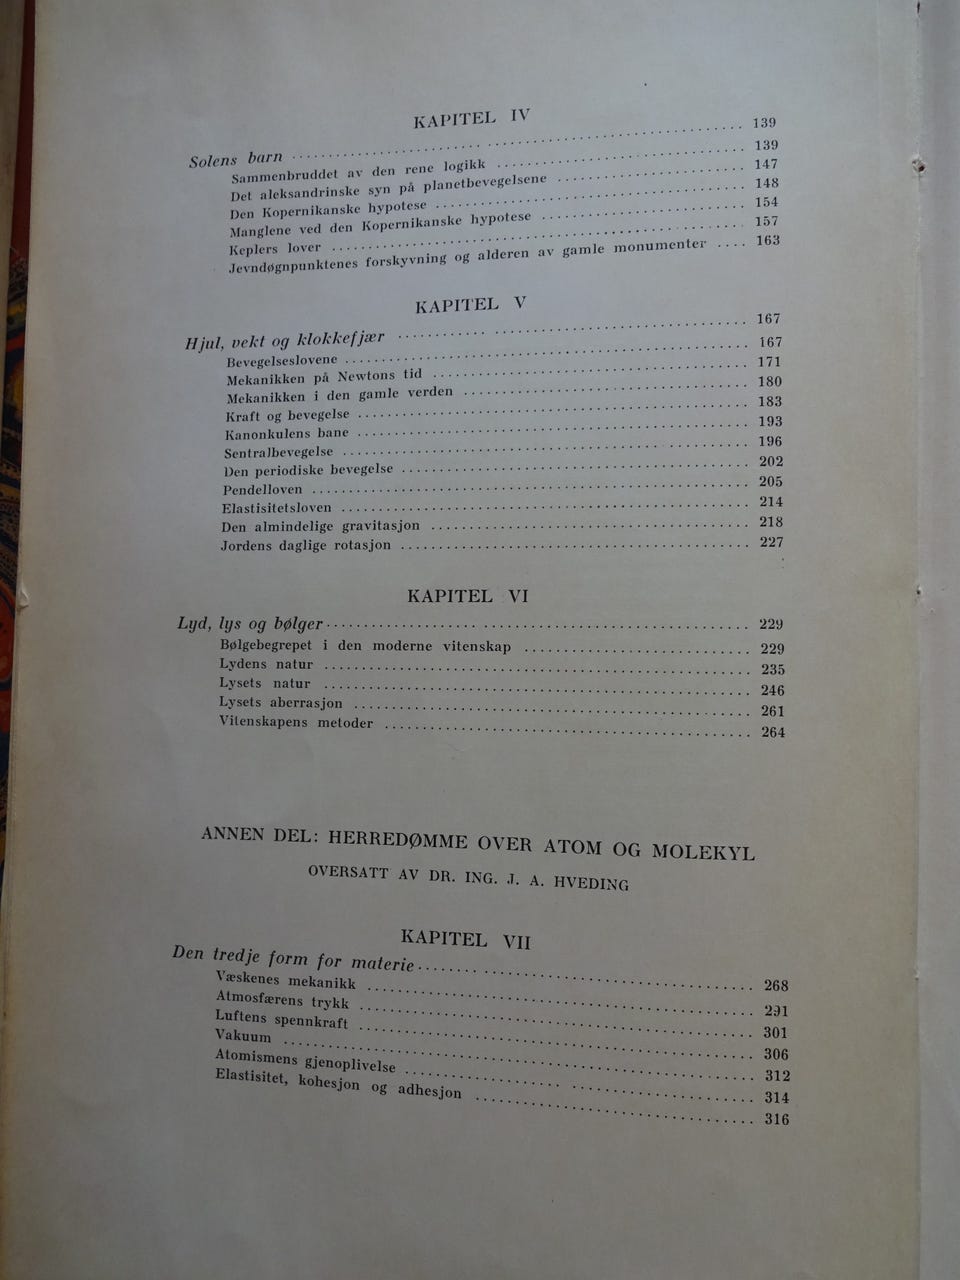 KAPITEL IV
Solens barn ........ 139
Sammenbruddet av den rene logikk ........ 139
Det aleksandrinske syn på planetbevegelsene ........ 147
Den Kopernikanske hypotese ........ 148
Manglene ved den Kopernikanske hypotese ........ 154
Keplers lover ........ 157
Jevndøgnpunktenes forskyvning og alderen av gamle monumenter .... 163
KAPITEL V
Hjul, vekt og klokkefjær ........ 167
Bevegelseslovene ........ 167
Mekanikken på Newtons tid ........ 171
Mekanikken i den gamle verden ........ 180
Kraft og bevegelse ........ 183
Kanonkulens bane ........ 193
Sentralbevegelse ........ 196
Den periodiske bevegelse ........ 202
Pendelloven ........ 205
Elastisitetsloven ........ 214
Den almindelige gravitasjon ........ 218
Jordens daglige rotasjon ........ 227
KAPITEL VI
Lyd, lys og bølger ........ 229
Bølgebegrepet i den moderne vitenskap ........ 229
Lydens natur ........ 235
Lysets natur ........ 246
Lysets aberrasjon ........ 261
Vitenskapens metoder ........ 264
ANNEN DEL: HERREDØMME OVER ATOM OG MOLEKYL
OVERSATT AV DR. ING. J. A. HVEDING
KAPITEL VII
Den tredje form for materie ........ 268
Væskenes mekanikk ........ 291
Atmosfærens trykk ........ 301
Luftens spennkraft ........ 306
Vakuum ........ 312
Atomismens gjenoplivelse ........ 314
Elastisitet, kohesjon og adhesjon ........ 316